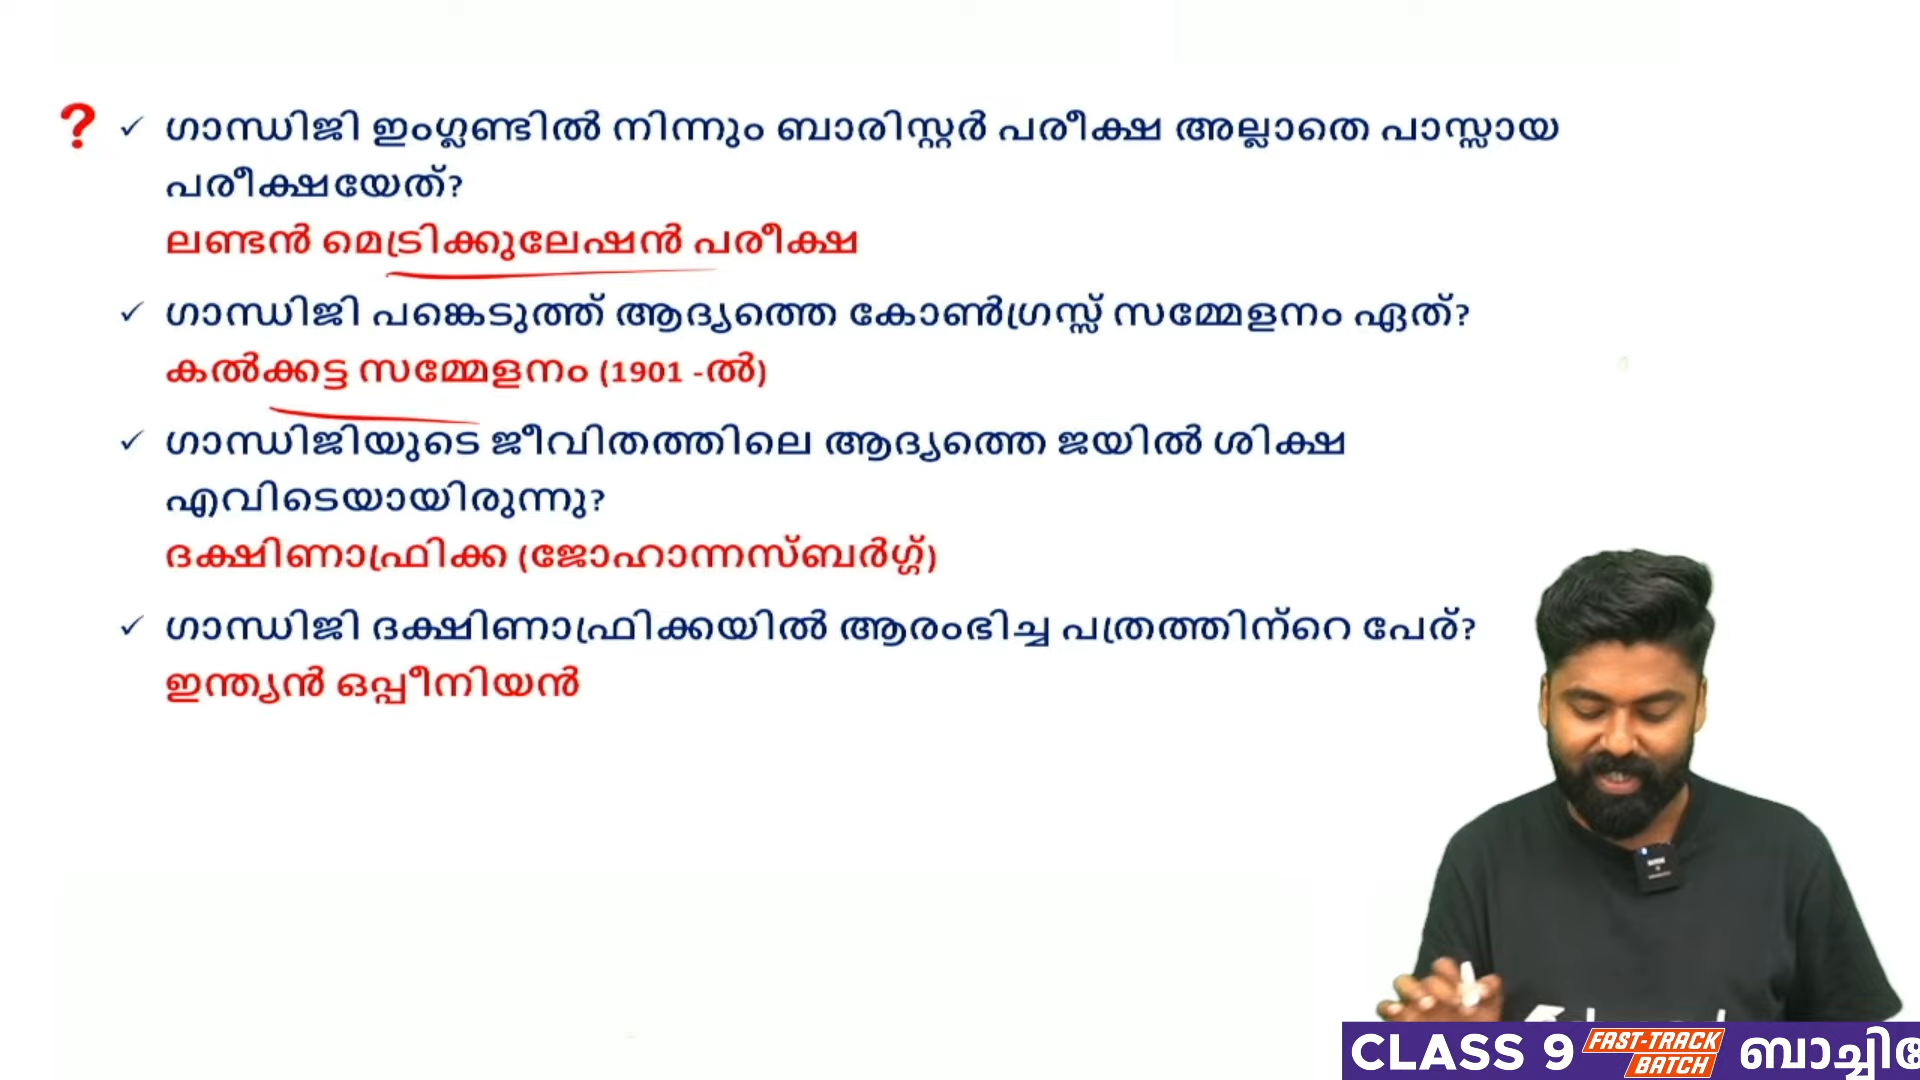 ? ✓ ഗാന്ധിജി ഇംഗ്ലണ്ടിൽ നിന്നും ബാരിസ്റ്റർ പരീക്ഷ അല്ലാതെ പാസ്സായ
പരീക്ഷയേത്?
ലണ്ടൻ മെട്രിക്കുലേഷൻ പരീക്ഷ
✓ ഗാന്ധിജി പങ്കെടുത്ത് ആദ്യത്തെ കോൺഗ്രസ്സ് സമ്മേളനം ഏത്?
കൽക്കട്ട സമ്മേളനം (1901 -ൽ)
✓ ഗാന്ധിജിയുടെ ജീവിതത്തിലെ ആദ്യത്തെ ജയിൽ ശിക്ഷ
എവിടെയായിരുന്നു?
ദക്ഷിണാഫ്രിക്ക (ജോഹാന്നസ്ബർഗ്ഗ്)
✓ ഗാന്ധിജി ദക്ഷിണാഫ്രിക്കയിൽ ആരംഭിച്ച പത്രത്തിന്റെ പേര്?
ഇന്ത്യൻ ഒപ്പീനിയൻ
CLASS 9 FAST-TRACK BATCH